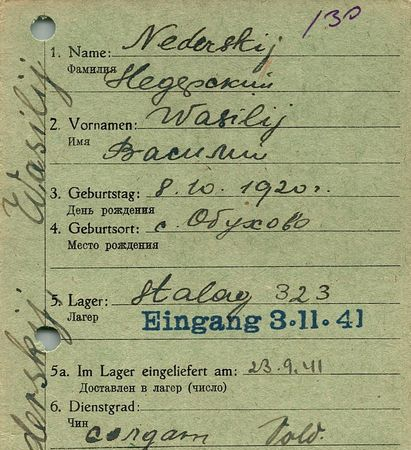 130
1. Name: Nederskij
Фамилия Недерский
2. Vornamen: Wasilij
Имя
Василий
3. Geburtstag: 8.10.1920 г.
День рождения
4. Geburtsort: с. Обухово
Место рождения
5. Lager: Stalag 323
Лагер Eingang 3.11.41
5a. Im Lager eingeliefert am: 23.9.41
Доставлен в лагер (число)
6. Dienstgrad:
Чин
солдат Sold.
Nederskij Wasilij